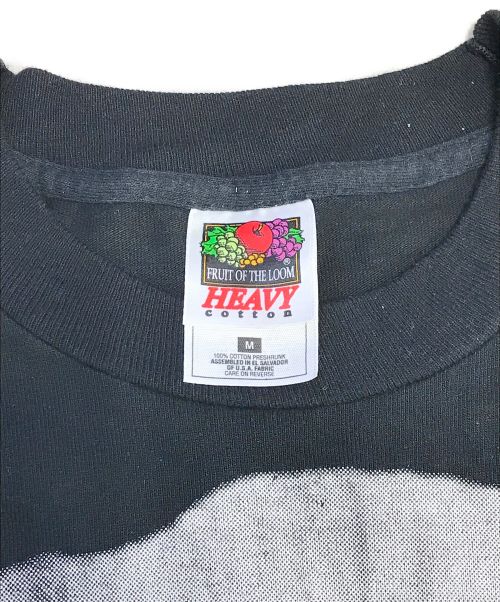 FRUIT OF THE LOOM ®
HEAVY
cotton
M
100% COTTON PRESHRUNK
ASSEMBLED IN EL SALVADOR
OF U.S.A. FABRIC
CARE ON REVERSE